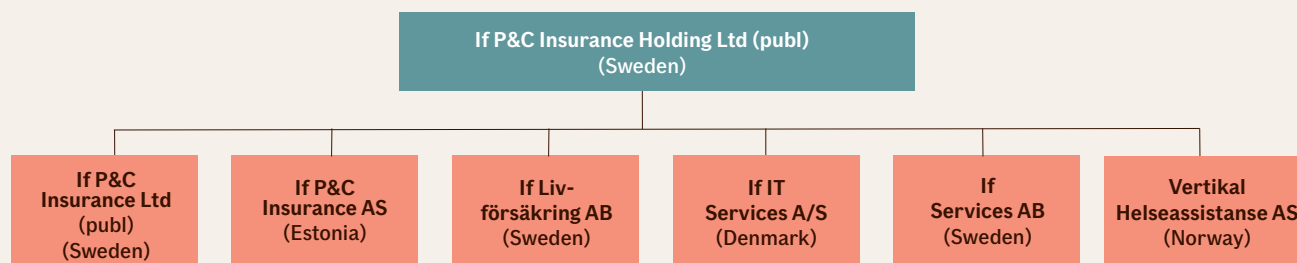 If P&C Insurance Holding Ltd (publ)
(Sweden)
If P&C
Insurance Ltd
(publ)
(Sweden)
If P&C
Insurance AS
(Estonia)
If Liv-
försäkring AB
(Sweden)
If IT
Services A/S
(Denmark)
If
Services AB
(Sweden)
Vertikal
Helseassistanse AS
(Norway)